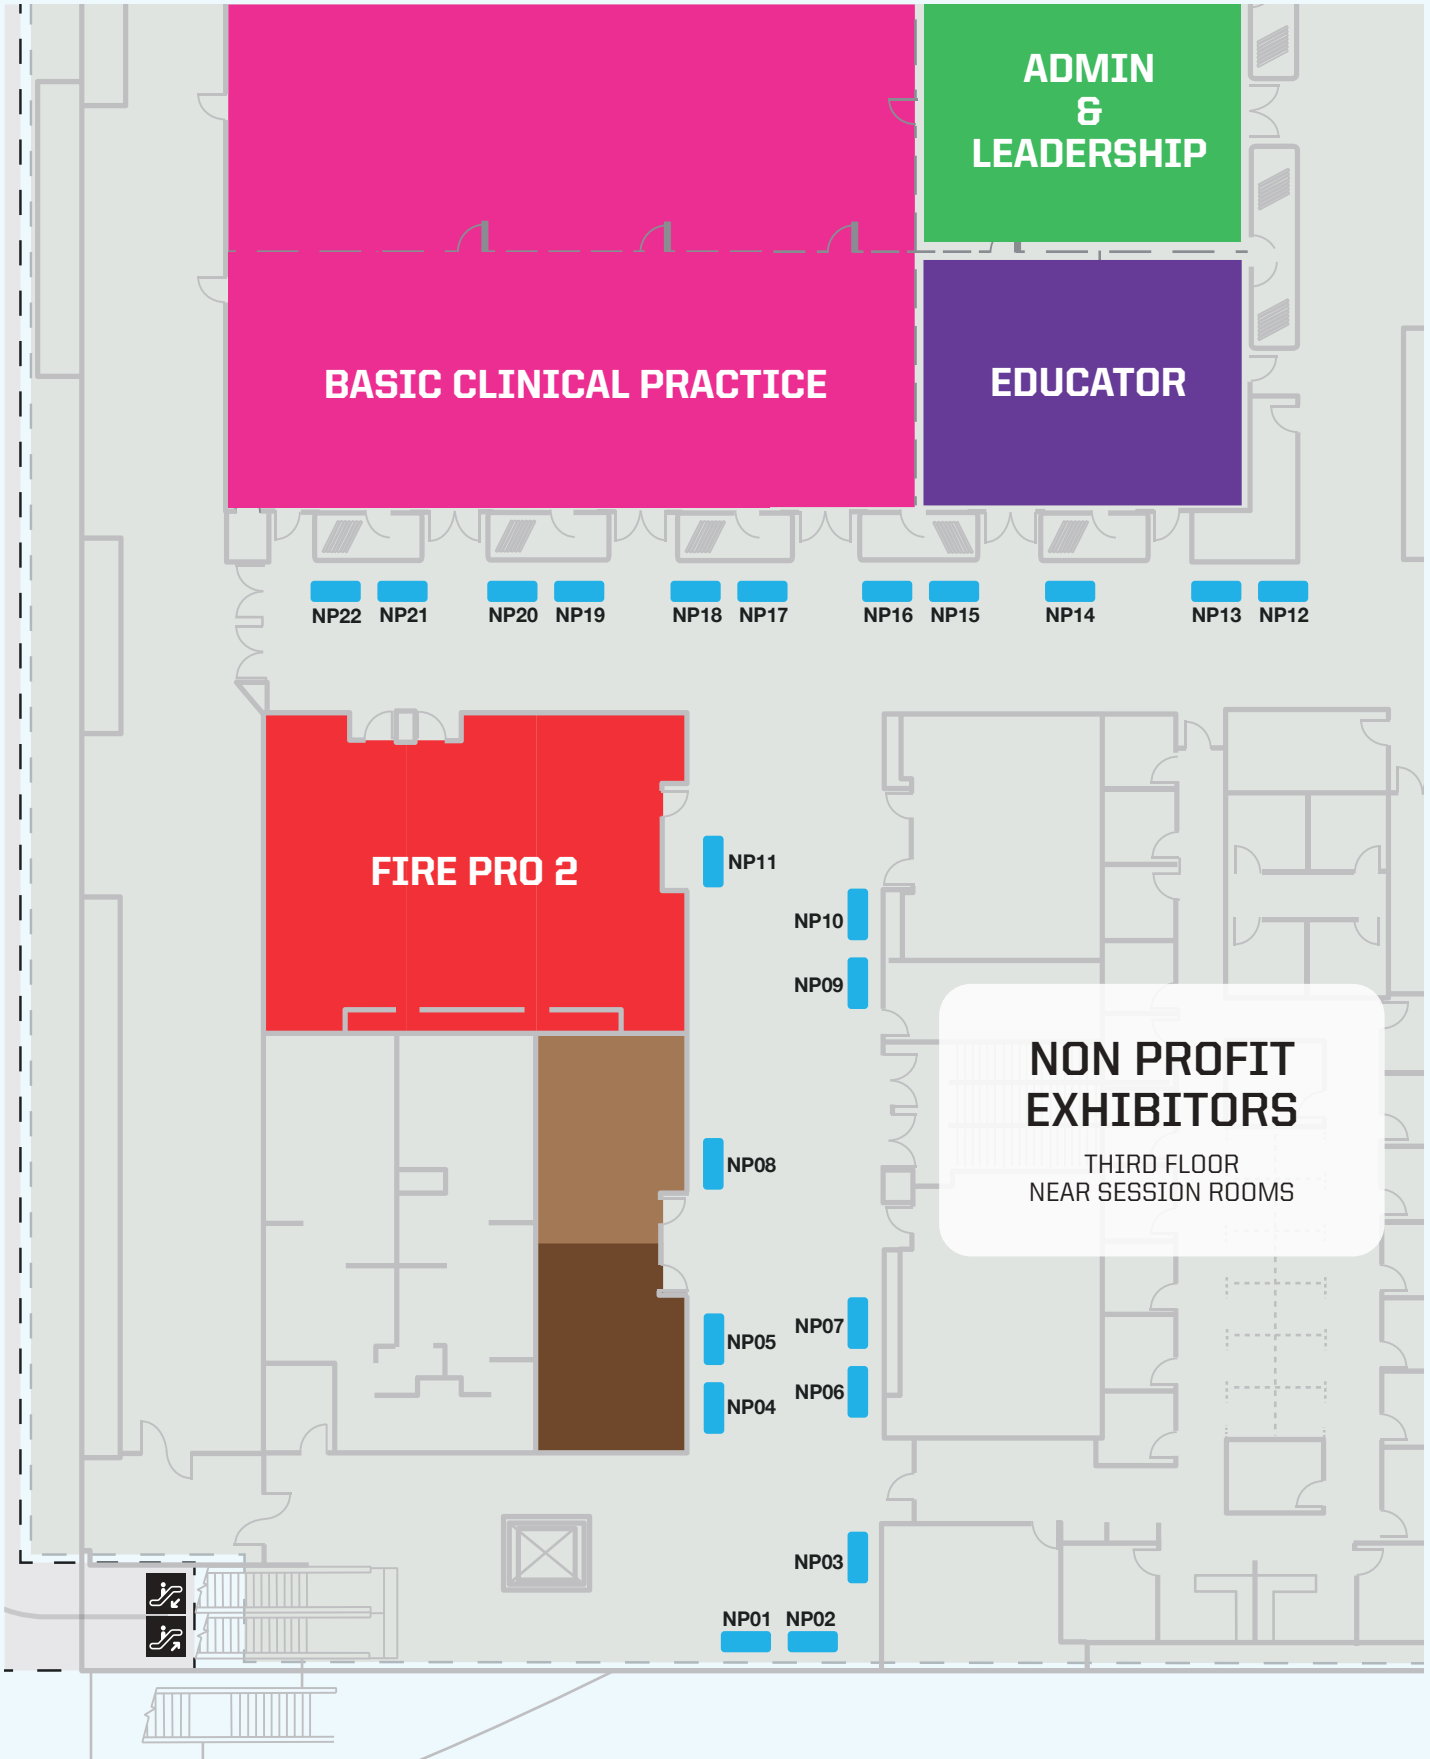 ADMIN
&
LEADERSHIP
BASIC CLINICAL PRACTICE
EDUCATOR
NP22 NP21 NP20 NP19 NP18 NP17 NP16 NP15 NP14 NP13 NP12
FIRE PRO 2
NP11
NP10
NP09
NON PROFIT
EXHIBITORS
THIRD FLOOR
NEAR SESSION ROOMS
NP08
NP07
NP05
NP06
NP04
NP03
NP01 NP02